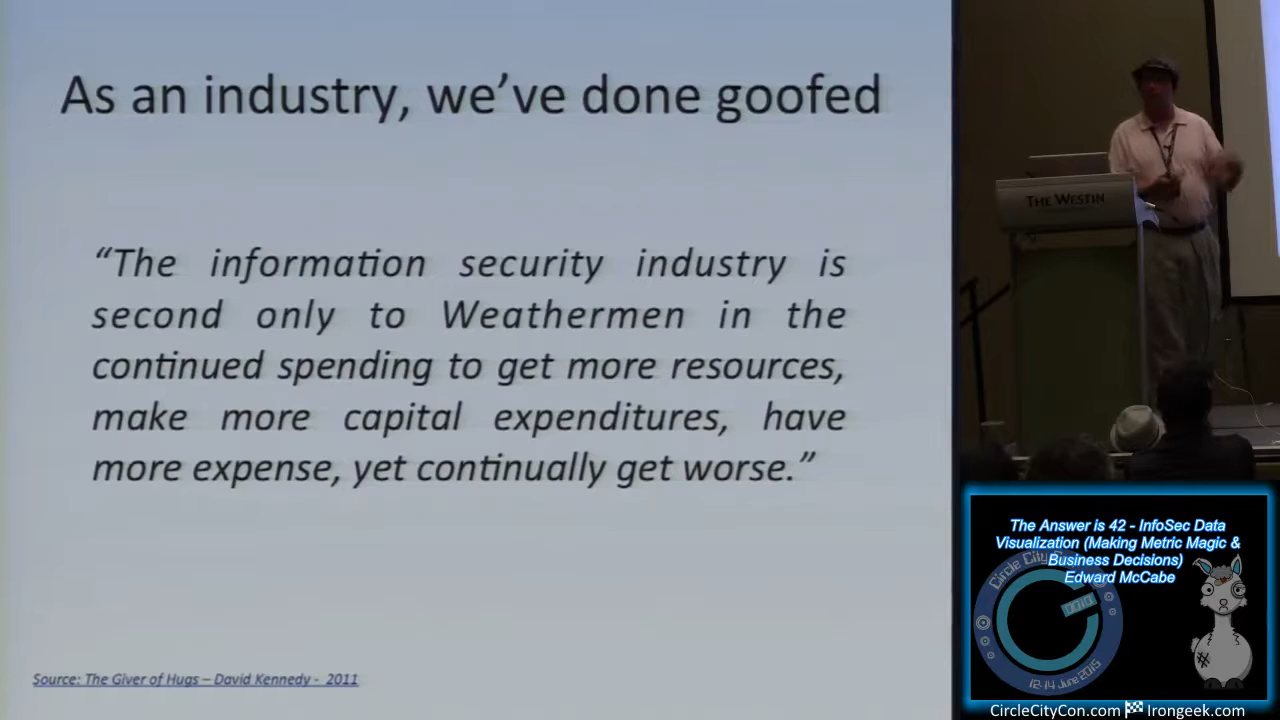 As an industry, we've done goofed
“The information security industry is
second only to Weathermen in the
continued spending to get more resources,
make more capital expenditures, have
more expense, yet continually get worse.”
Source: The Giver of Hugs – David Kennedy - 2011
THE WESTIN
The Answer is 42 - InfoSec Data
Visualization (Making Metric Magic &
Business Decisions)
Edward McCabe
Circle City Con
12-14 June 2015
CircleCityCon.com Irongeek.com